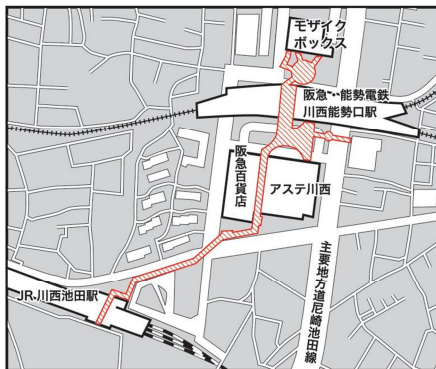 モザイク
ボックス
阪急・能勢電鉄
川西能勢口駅
阪急百貨店
アステ川西
主要地方道尼崎池田線
JR.川西池田駅